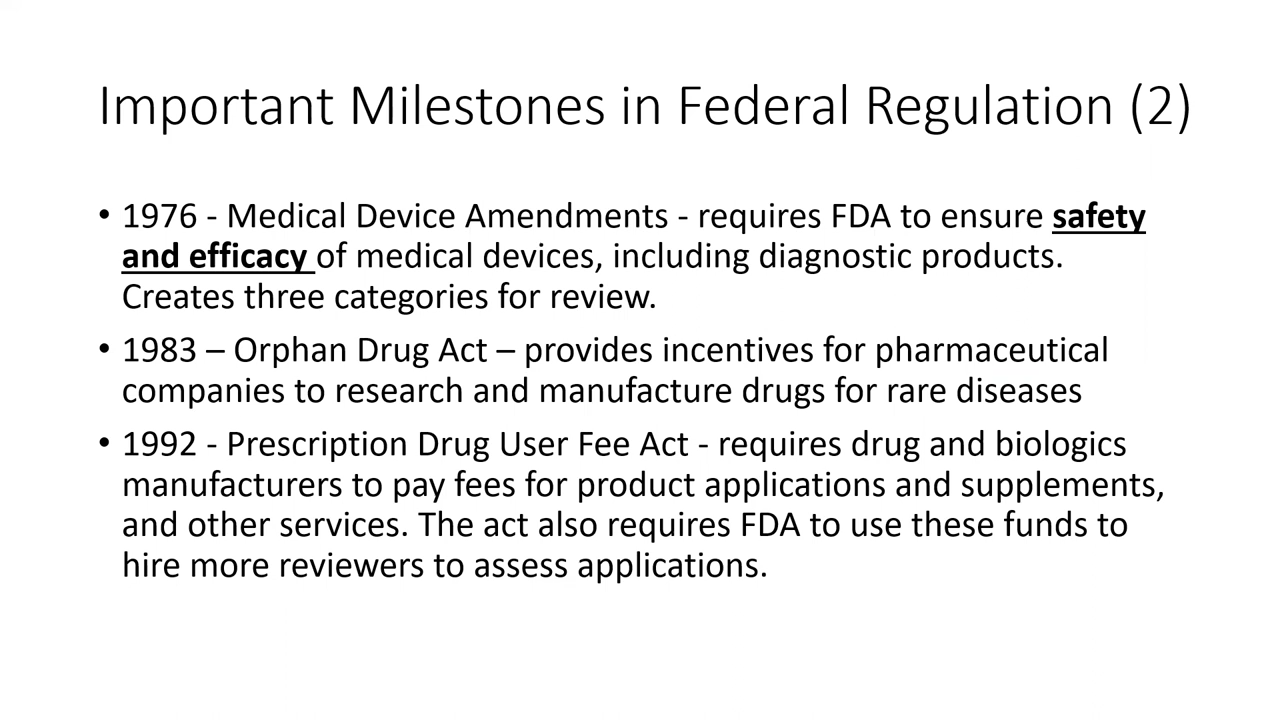 Important Milestones in Federal Regulation (2)
• 1976 - Medical Device Amendments - requires FDA to ensure safety
and efficacy of medical devices, including diagnostic products.
Creates three categories for review.
• 1983 – Orphan Drug Act – provides incentives for pharmaceutical
companies to research and manufacture drugs for rare diseases
• 1992 - Prescription Drug User Fee Act - requires drug and biologics
manufacturers to pay fees for product applications and supplements,
and other services. The act also requires FDA to use these funds to
hire more reviewers to assess applications.